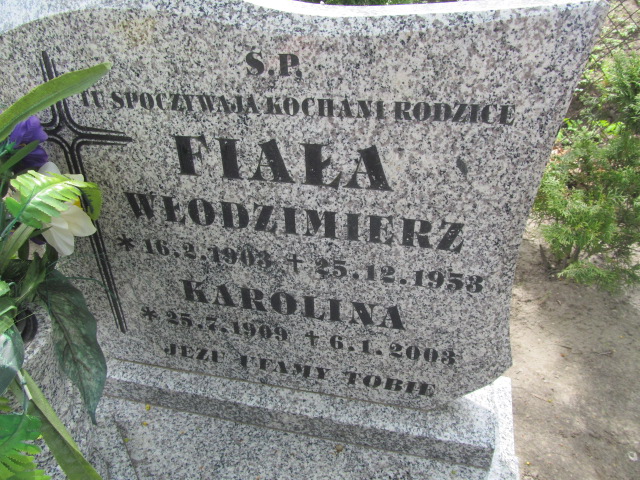 Ś.P.
TU SPOCZYWAJĄ KOCHANI RODZICE
FIAŁA
WŁODZIMIERZ
* 16.2.1903 ✝ 25.12.1953
KAROLINA
* 25.7.1909 ✝ 6.1.2003
JEZU UFAMY TOBIE